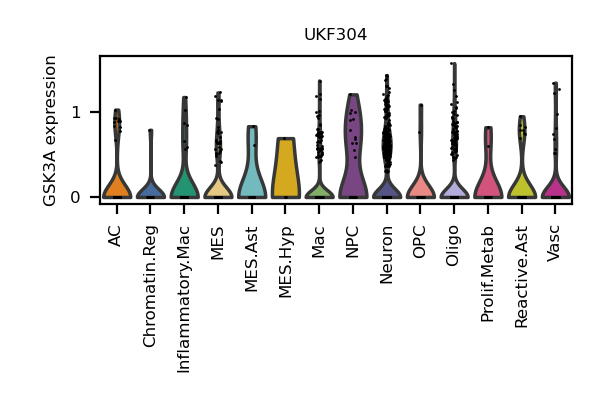 UKF304
GSK3A expression
1
0
AC
Chromatin.Reg
Inflammatory.Mac
MES
MES.Ast
MES.Hyp
Mac
NPC
Neuron
OPC
Oligo
Prolif.Metab
Reactive.Ast
Vasc